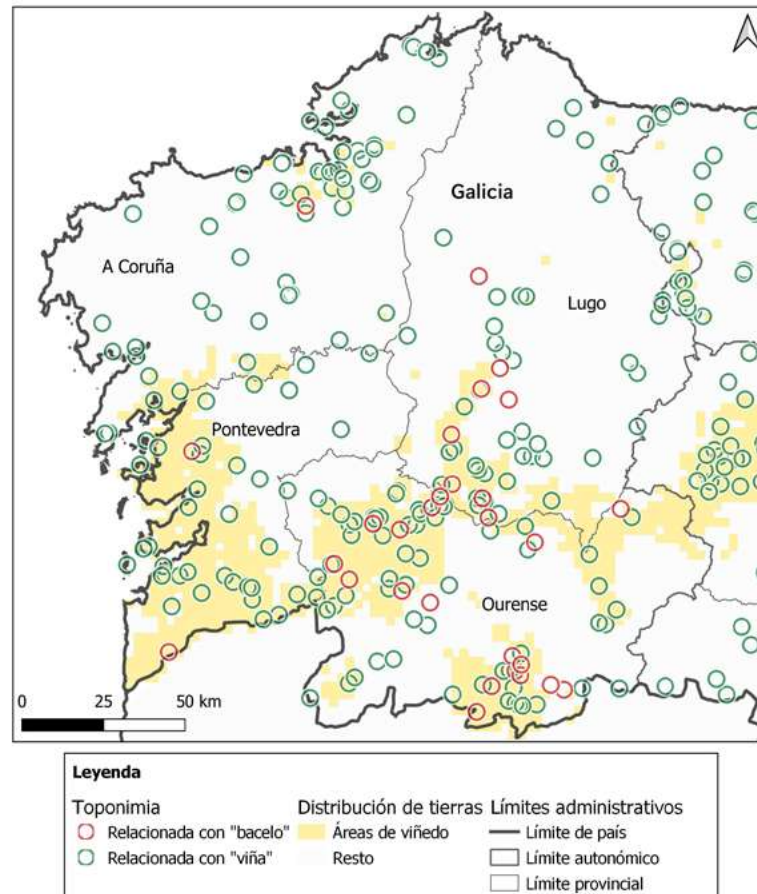 Galicia
A Coruña
Lugo
Pontevedra
Ourense
0 25 50 km
Leyenda
Toponimia
Relacionada con "bacelo"
Relacionada con "viña"
Distribución de tierras
Áreas de viñedo
Resto
Límites administrativos
Límite de país
Límite autonómico
Límite provincial